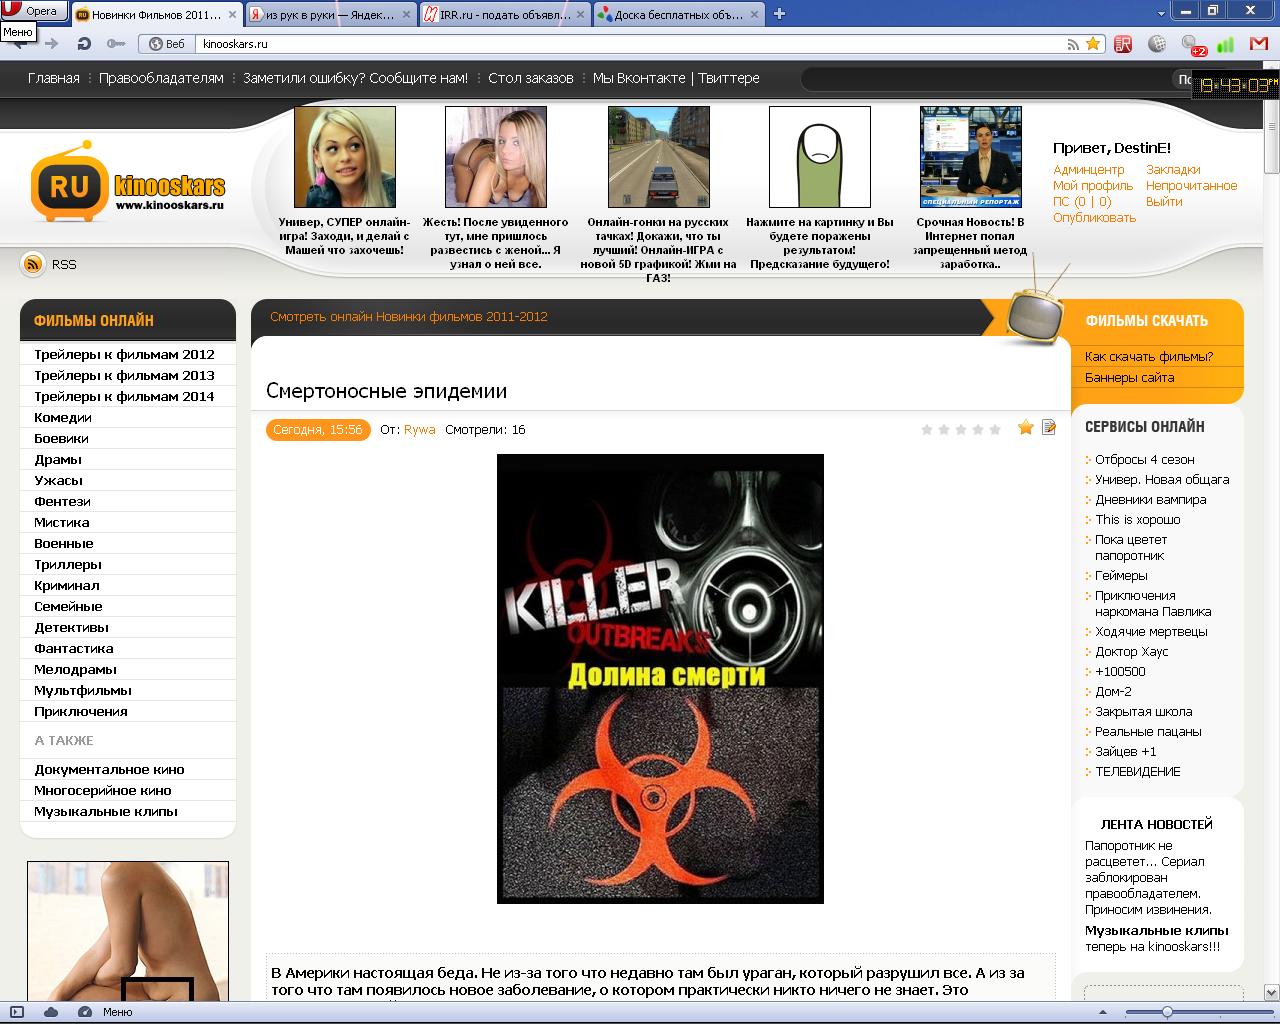 Opera
Новинки Фильмов 2011...
из рук в руки — Яндек...
IRR.ru - подать объявл...
Доска бесплатных объ...
Меню
Веб
kinooskars.ru
+2
Главная
Правообладателям
Заметили ошибку? Сообщите нам!
Стол заказов
Мы Вконтакте | Твиттере
По
19:43:03 PM
RU
kinooskars
www.kinooskars.ru
СПЕЦИАЛЬНЫЙ РЕПОРТАЖ
Универ, СУПЕР онлайн-
игра! Заходи, и делай с
Машей что захочешь!
Жесть! После увиденного
тут, мне пришлось
развестись с женой... Я
узнал о ней все.
Онлайн-гонки на русских
тачках! Докажи, что ты
лучший! Онлайн-ИГРА с
новой 5D графикой! Жми на
ГАЗ!
Нажмите на картинку и Вы
будете поражены
результатом!
Предсказание будущего!
Срочная Новость! В
Интернет попал
запрещенный метод
заработка..
Привет, DestinE!
Админцентр
Закладки
Мой профиль
Непрочитанное
ПС (0 | 0)
Выйти
Опубликовать
RSS
ФИЛЬМЫ ОНЛАЙН
Трейлеры к фильмам 2012
Трейлеры к фильмам 2013
Трейлеры к фильмам 2014
Комедии
Боевики
Драмы
Ужасы
Фентези
Мистика
Военные
Триллеры
Криминал
Семейные
Детективы
Фантастика
Мелодрамы
Мультфильмы
Приключения
А ТАКЖЕ
Документальное кино
Многосерийное кино
Музыкальные клипы
Смотреть онлайн Новинки фильмов 2011-2012
Смертоносные эпидемии
Сегодня, 15:56
От: Rywa
Смотрели: 16
KILLER
OUTBREAKS
Долина смерти
В Америки настоящая беда. Не из-за того что недавно там был ураган, который разрушил все. А из за
того что там появилось новое заболевание, о котором практически никто ничего не знает. Это
ФИЛЬМЫ СКАЧАТЬ
Как скачать фильмы?
Баннеры сайта
СЕРВИСЫ ОНЛАЙН
Отбросы 4 сезон
Универ. Новая общага
Дневники вампира
This is хорошо
Пока цветет
папоротник
Геймеры
Приключения
наркомана Павлика
Ходячие мертвецы
Доктор Хаус
+100500
Дом-2
Закрытая школа
Реальные пацаны
Зайцев +1
ТЕЛЕВИДЕНИЕ
ЛЕНТА НОВОСТЕЙ
Папоротник не
расцветет... Сериал
заблокирован
правообладателем.
Приносим извинения.
Музыкальные клипы
теперь на kinooskars!!!
Меню